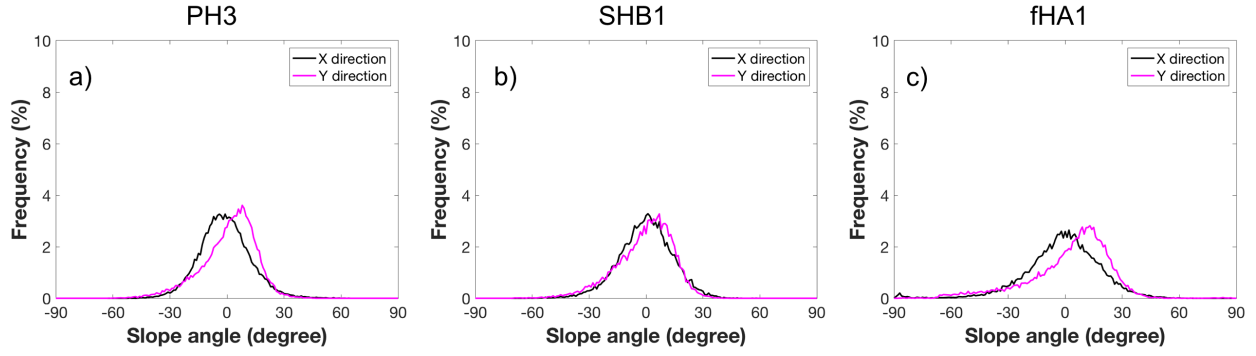 PH3
SHB1
fHA1
a)
X direction
Y direction
10
8
6
4
2
0
Frequency (%)
-90 -60 -30 0 30 60 90
Slope angle (degree)
b)
X direction
Y direction
10
8
6
4
2
0
Frequency (%)
-90 -60 -30 0 30 60 90
Slope angle (degree)
c)
X direction
Y direction
10
8
6
4
2
0
Frequency (%)
-90 -60 -30 0 30 60 90
Slope angle (degree)